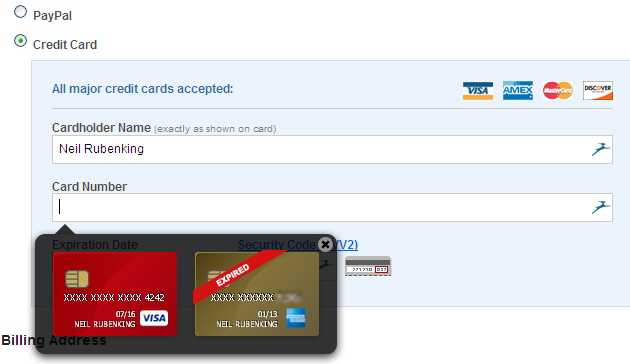 PayPal
Credit Card
All major credit cards accepted:
VISA AMEX MasterCard DISCOVER
Cardholder Name (exactly as shown on card)
Neil Rubenking
Card Number
Expiration Date Security Code V2)
XXXX XXXX XXXX 4242
07/16
NEIL RUBENKING
VISA
EXPIRED
XXXX XXXXXX
01/13
NEIL RUBENKING
Billing Address